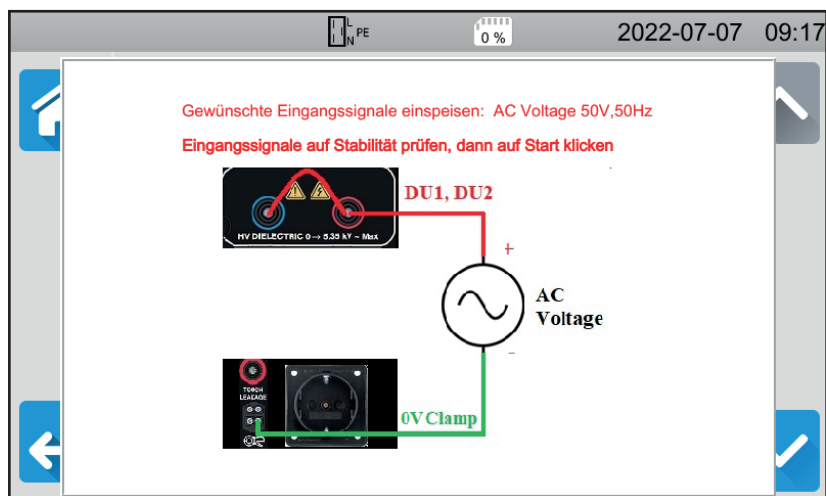 L
N PE
0 %
2022-07-07 09:17
Gewünschte Eingangssignale einspeisen: AC Voltage 50V,50Hz
Eingangssignale auf Stabilität prüfen, dann auf Start klicken
DU1, DU2
HV DIELECTRIC 0 → 5.35 kV ~ Max
+
AC
Voltage
-
TOUCH
LEAKAGE
0V Clamp